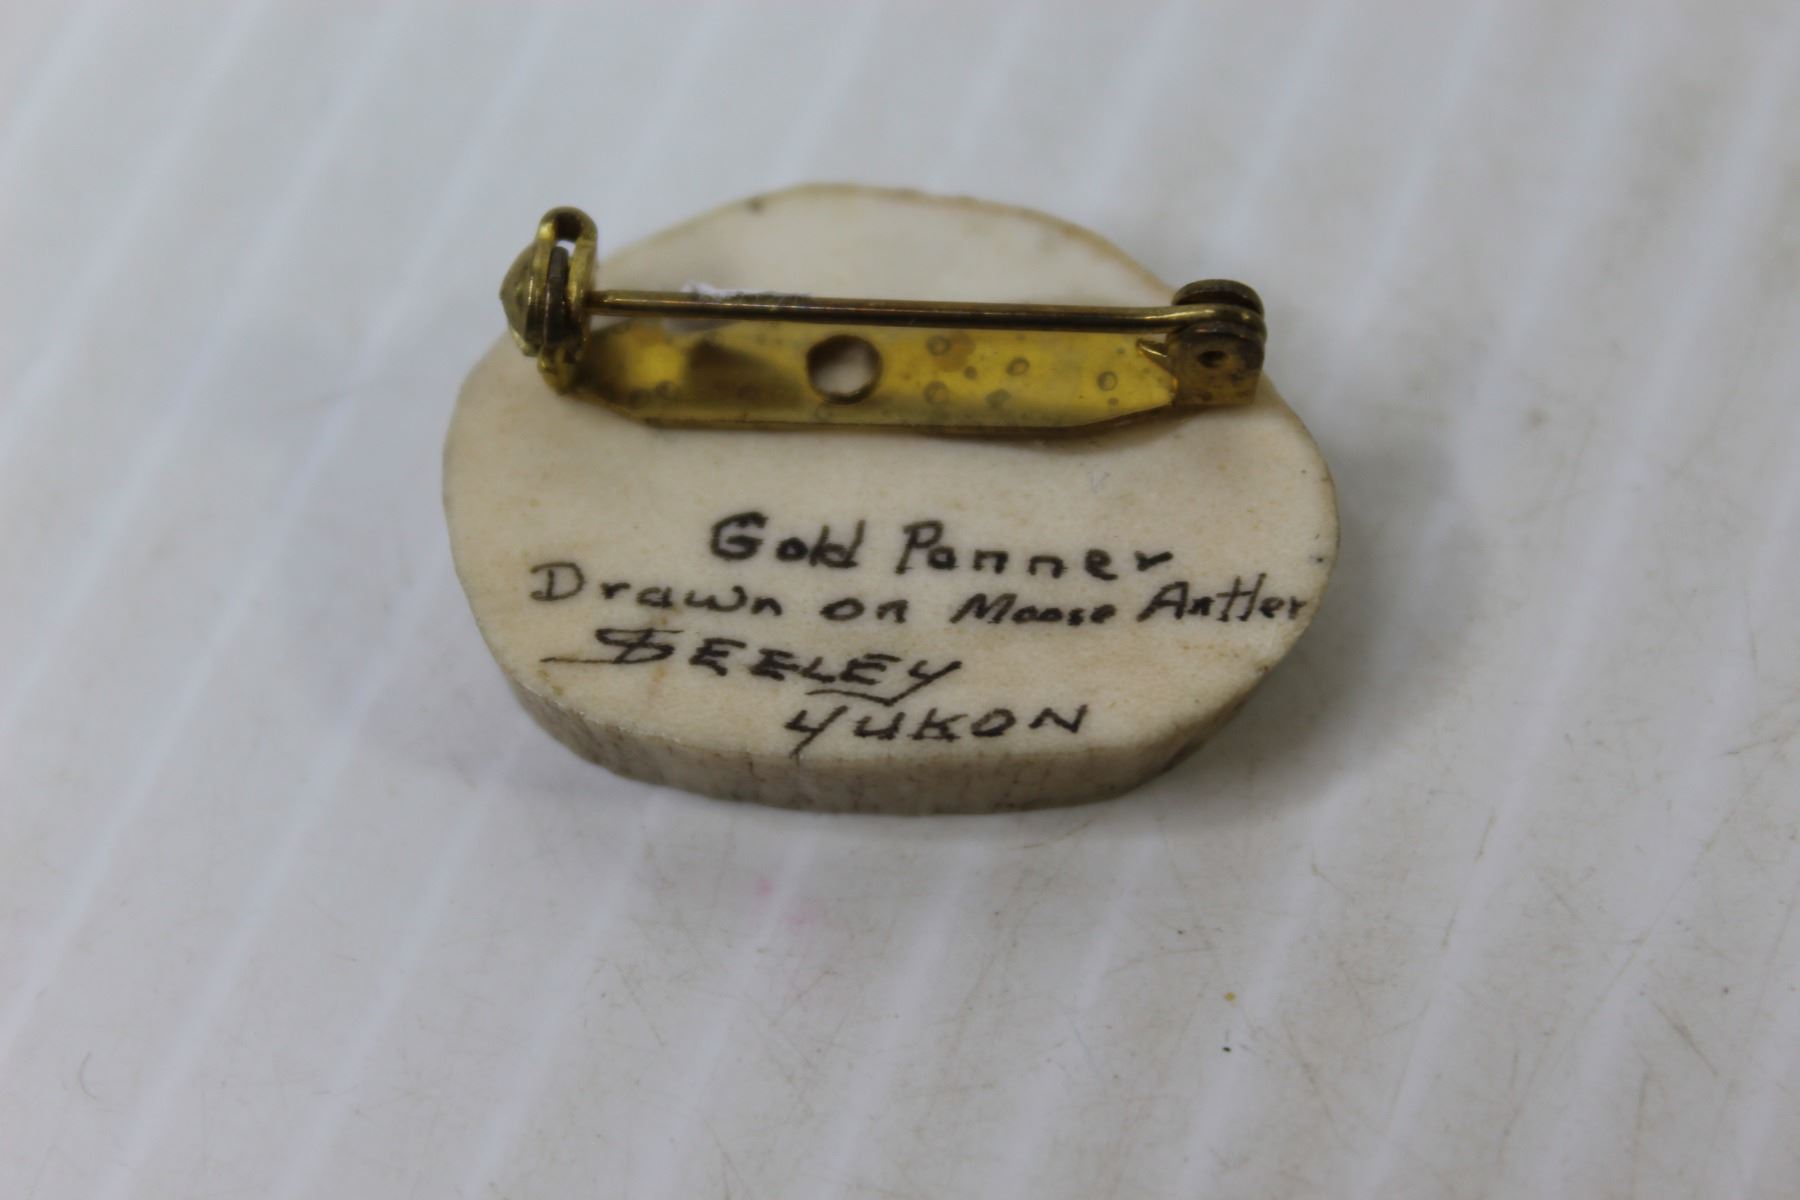 Gold Panner
Drawn on Moose Antler
SEELEY
YUKON